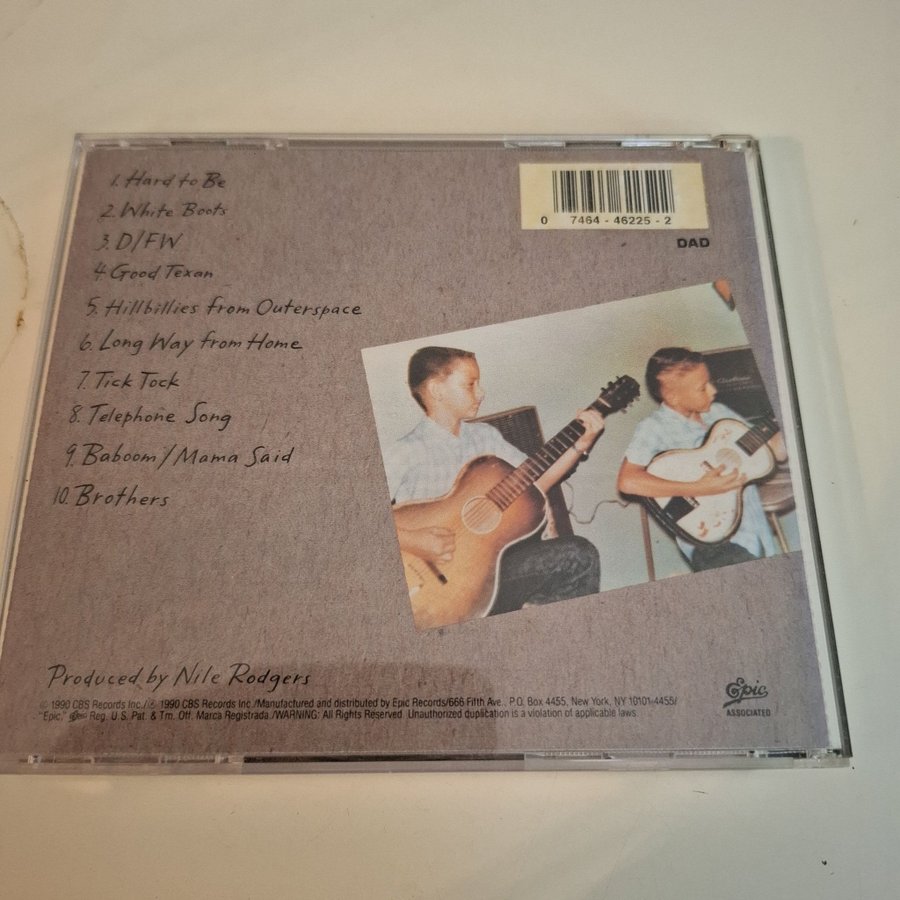 1. Hard to Be
2. White Boots
3. D/FW
4. Good Texan
5. Hillbillies from Outerspace
6. Long Way from Home
7. Tick Tock
8. Telephone Song
9. Baboom/Mama Said
10. Brothers
0 7464-46225-2
DAD
Produced by Nile Rodgers
© 1990 CBS Records Inc./℗ 1990 CBS Records Inc./Manufactured and distributed by Epic Records/666 Fifth Ave., P.O. Box 4455, New York, NY 10101-4455/
"Epic," Epic Reg. U.S. Pat. & Tm. Off. Marca Registrada./WARNING: All Rights Reserved. Unauthorized duplication is a violation of applicable laws.
Epic
ASSOCIATED